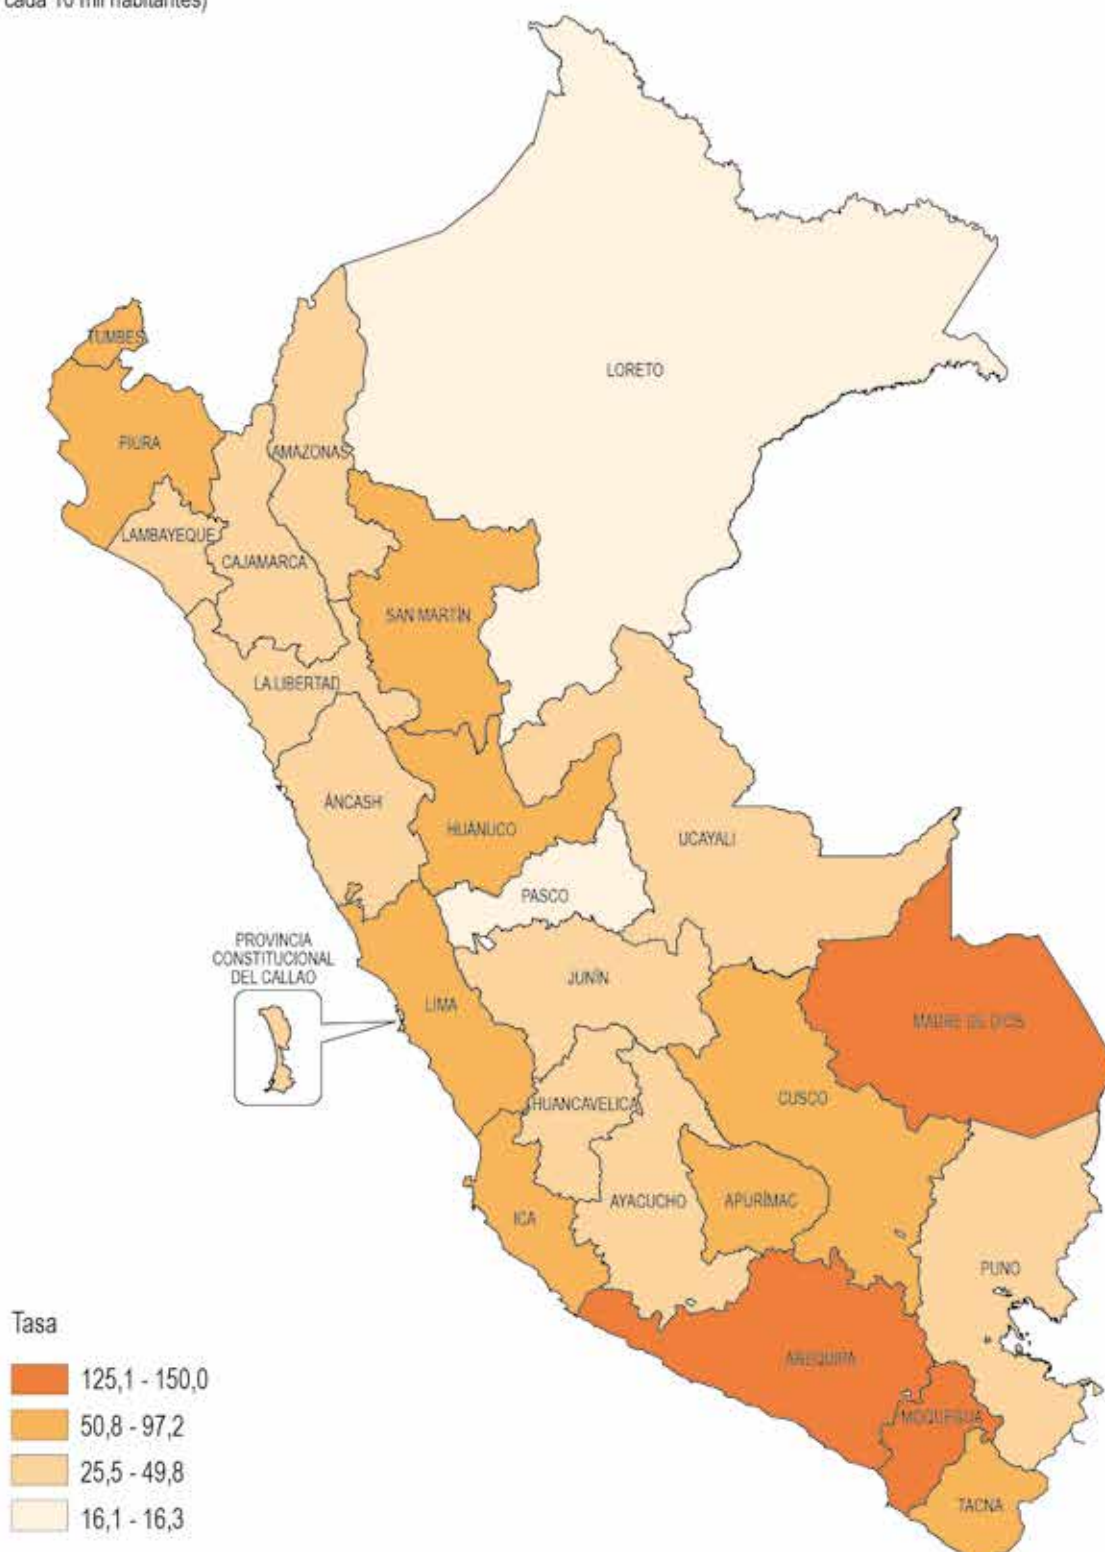 cada 10 mil habitantes)
TUMBES
LORETO
PIURA
AMAZONAS
LAMBAYEQUE
CAJAMARCA
SAN MARTÍN
LA LIBERTAD
ÁNCASH
HUÁNUCO
UCAYALI
PASCO
PROVINCIA
CONSTITUCIONAL
DEL CALLAO
JUNÍN
LIMA
MADRE DE DIOS
CUSCO
HUANCAVELICA
AYACUCHO
APURÍMAC
ICA
PUNO
AREQUIPA
MOQUEGUA
TACNA
Tasa
125,1 - 150,0
50,8 - 97,2
25,5 - 49,8
16,1 - 16,3